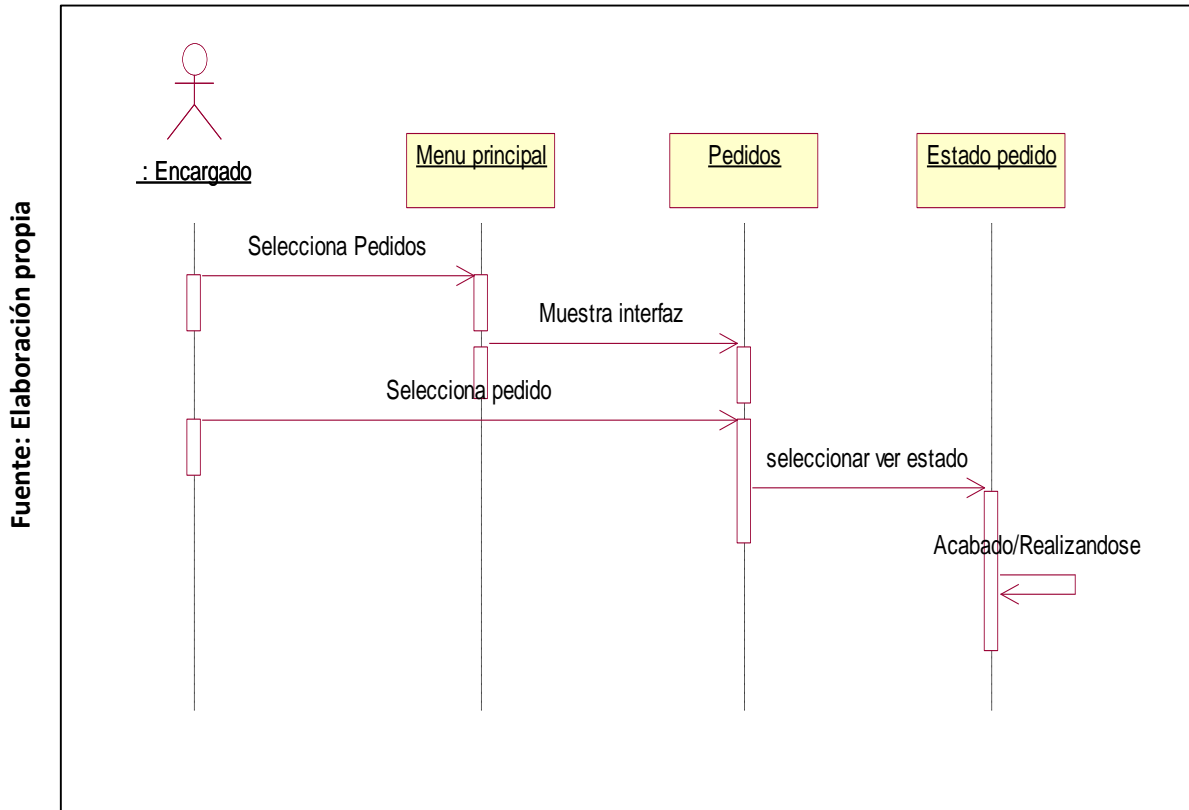 Fuente: Elaboración propia
: Encargado
Menu principal
Pedidos
Estado pedido
Selecciona Pedidos
Muestra interfaz
Selecciona pedido
seleccionar ver estado
Acabado/Realizandose